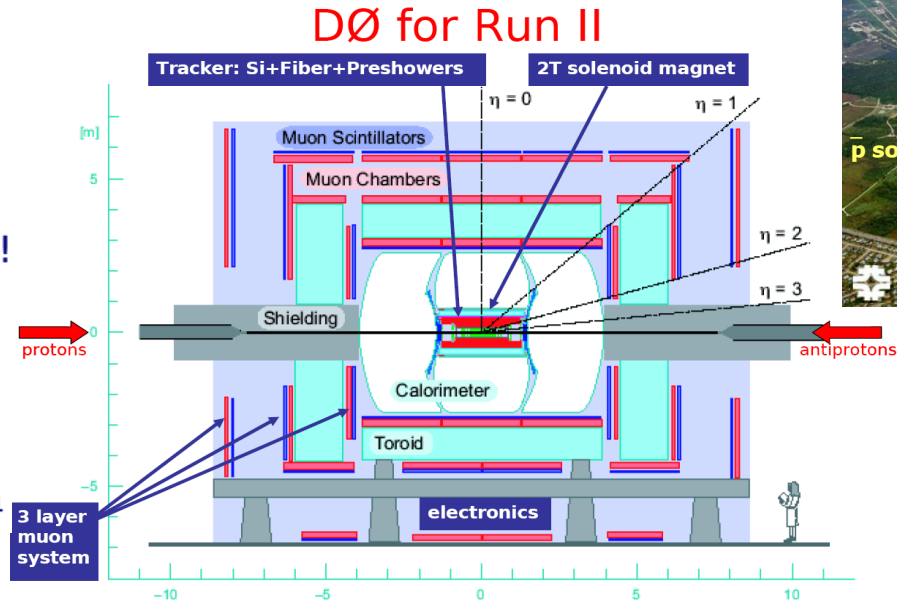 DØ for Run II
Tracker: Si+Fiber+Preshowers
2T solenoid magnet
η = 0
η = 1
[m]
Muon Scintillators
p̅ so
5
Muon Chambers
!
η = 2
η = 3
Shielding
0
protons
antiprotons
Calorimeter
Toroid
−5
3 layer
muon
system
electronics
−10
−5
0
5
10